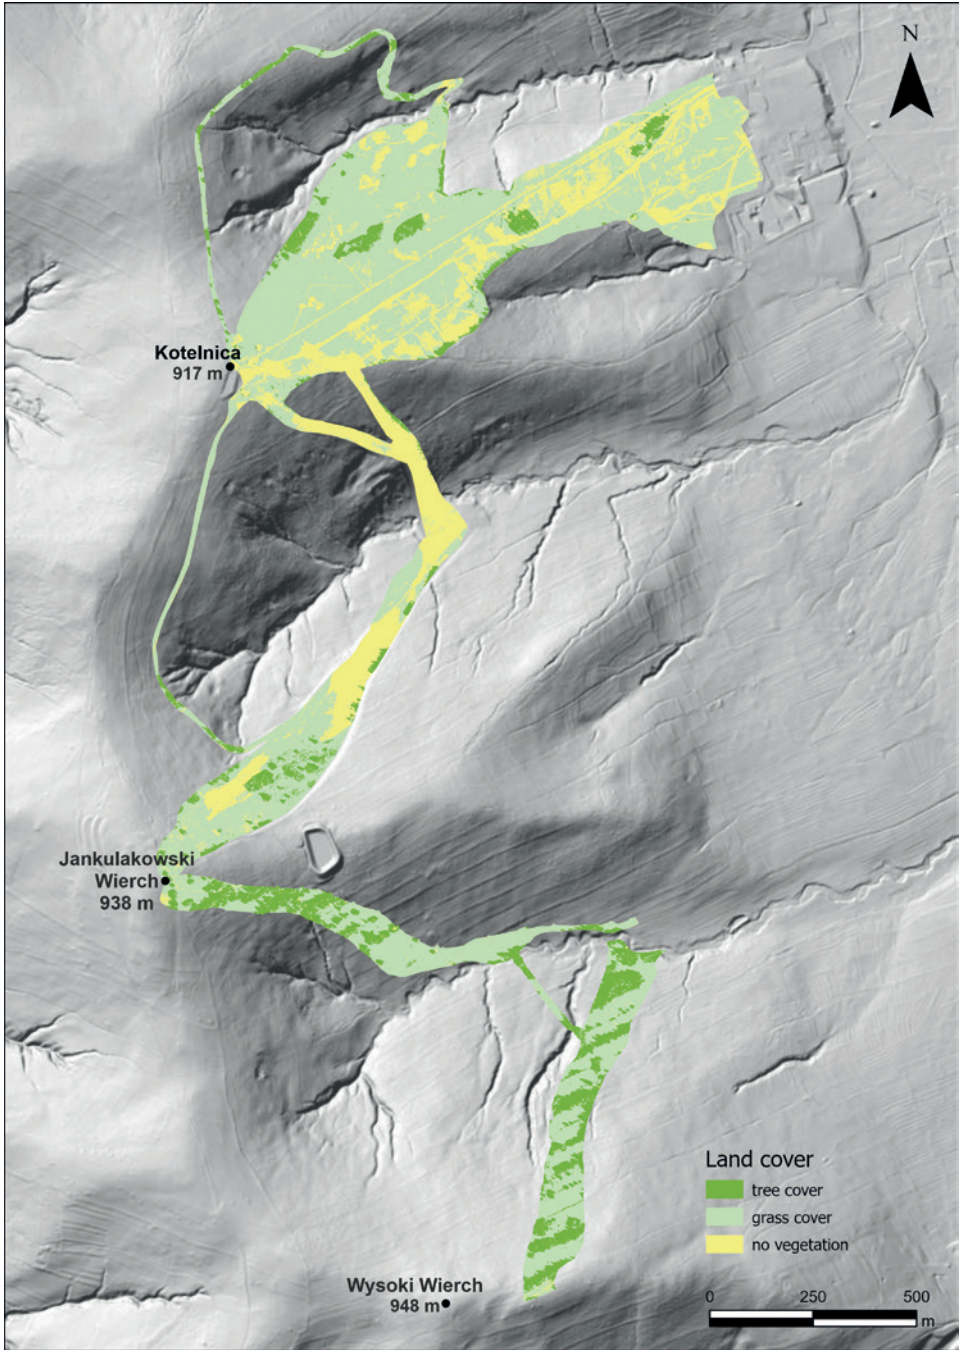 N
Kotelnica
917 m
Jankulakowski
Wierch
938 m
Land cover
tree cover
grass cover
no vegetation
Wysoki Wierch
948 m
0 250 500
m